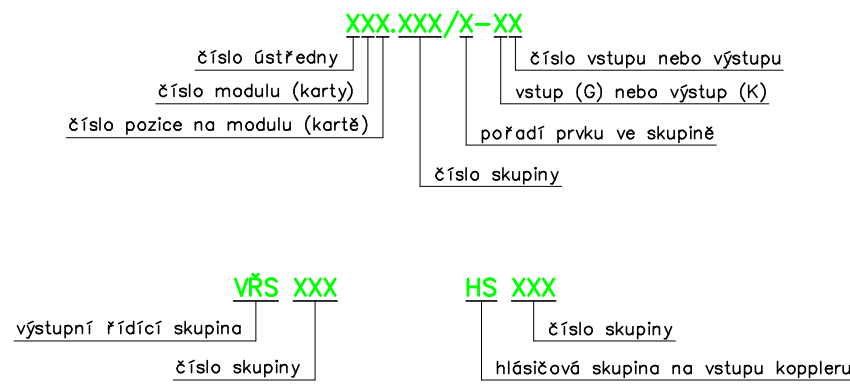 XXX.XXX/X-XX
číslo ústředny
číslo vstupu nebo výstupu
číslo modulu (karty)
vstup (G) nebo výstup (K)
číslo pozice na modulu (kartě)
pořadí prvku ve skupině
číslo skupiny
VŘS XXX
HS XXX
výstupní řídící skupina
číslo skupiny
číslo skupiny
hlásičová skupina na vstupu koppleru